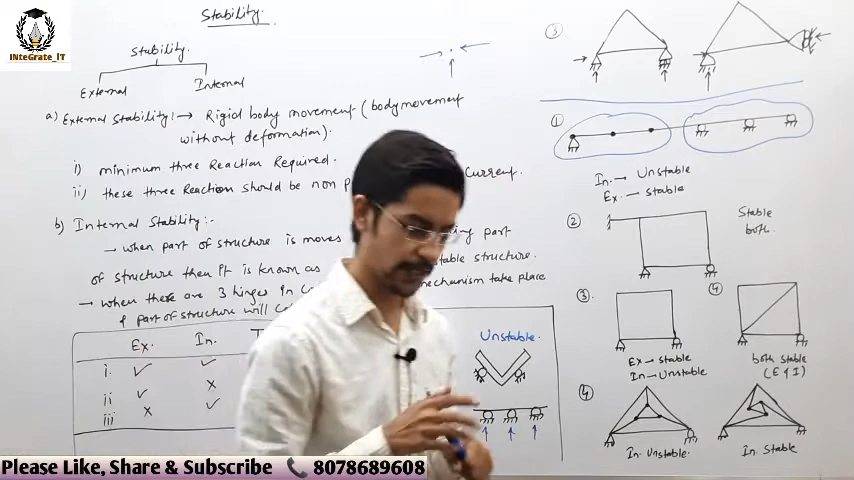 INteGrate_iT
Stability.
Stability.
External
Internal
a) External stability:→ Rigid body movement (body movement
without deformation).
i) minimum three Reaction Required.
ii) these three Reaction should be non
Current.
b) Internal Stability:-
→ when part of structure is moves
part
of structure then it is known as
stable structure.
→ when there are 3 hinges In
mechanism take place
& part of structure will
Ex. In.
i. ✓ ✓
ii ✓ ✗
iii ✗ ✓
Unstable.
③
①
In. → Unstable
Ex. → stable
②
Stable
both.
③.
Ex → stable
In → Unstable
④
both stable
(E & I)
④
In. Unstable.
In. Stable
Please Like, Share & Subscribe 8078689608